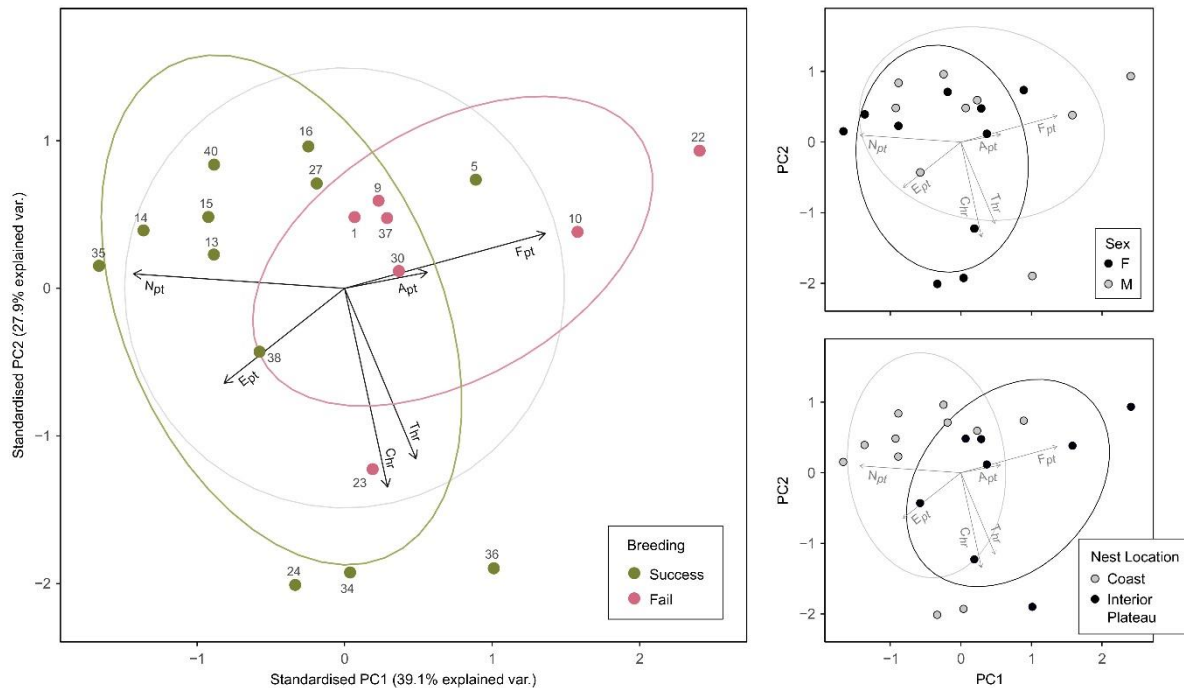 Standardised PC2 (27.9% explained var.)
1
0
−1
−2
−1
0
1
2
Standardised PC1 (39.1% explained var.)
16
22
40
27
9
5
14
15
1
37
10
13
35
30
Fpt
Apt
Npt
38
Ept
Thr
Chr
23
24
34
36
Breeding
Success
Fail
PC2
1
0
−1
−2
Npt
Apt
Fpt
Ept
Chr
Thr
Sex
F
M
PC2
1
0
−1
−2
Npt
Apt
Fpt
Ept
Chr
Thr
Nest Location
Coast
Interior
Plateau
−1
0
1
2
PC1